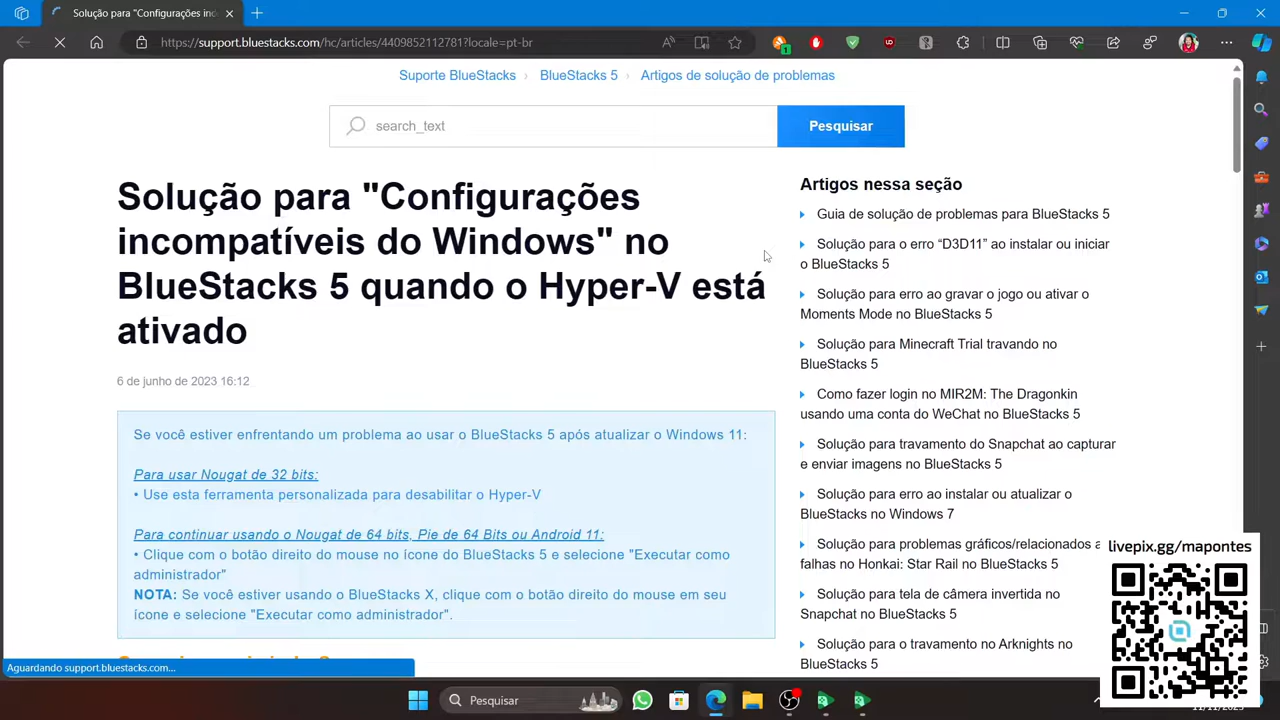 Solução para "Configurações inc
https://support.bluestacks.com/hc/articles/4409852112781?locale=pt-br
Suporte BlueStacks › BlueStacks 5 › Artigos de solução de problemas
search_text
Pesquisar
Solução para "Configurações
incompatíveis do Windows" no
BlueStacks 5 quando o Hyper-V está
ativado
6 de junho de 2023 16:12
Se você estiver enfrentando um problema ao usar o BlueStacks 5 após atualizar o Windows 11:
Para usar Nougat de 32 bits:
• Use esta ferramenta personalizada para desabilitar o Hyper-V
Para continuar usando o Nougat de 64 bits, Pie de 64 Bits ou Android 11:
• Clique com o botão direito do mouse no ícone do BlueStacks 5 e selecione "Executar como
administrador"
NOTA: Se você estiver usando o BlueStacks X, clique com o botão direito do mouse em seu
ícone e selecione "Executar como administrador".
Artigos nessa seção
Guia de solução de problemas para BlueStacks 5
Solução para o erro “D3D11” ao instalar ou iniciar
o BlueStacks 5
Solução para erro ao gravar o jogo ou ativar o
Moments Mode no BlueStacks 5
Solução para Minecraft Trial travando no
BlueStacks 5
Como fazer login no MIR2M: The Dragonkin
usando uma conta do WeChat no BlueStacks 5
Solução para travamento do Snapchat ao capturar
e enviar imagens no BlueStacks 5
Solução para erro ao instalar ou atualizar o
BlueStacks no Windows 7
Solução para problemas gráficos/relacionados a
falhas no Honkai: Star Rail no BlueStacks 5
Solução para tela de câmera invertida no
Snapchat no BlueStacks 5
Solução para o travamento no Arknights no
BlueStacks 5
livepix.gg/mapontes
Aguardando support.bluestacks.com...
Pesquisar